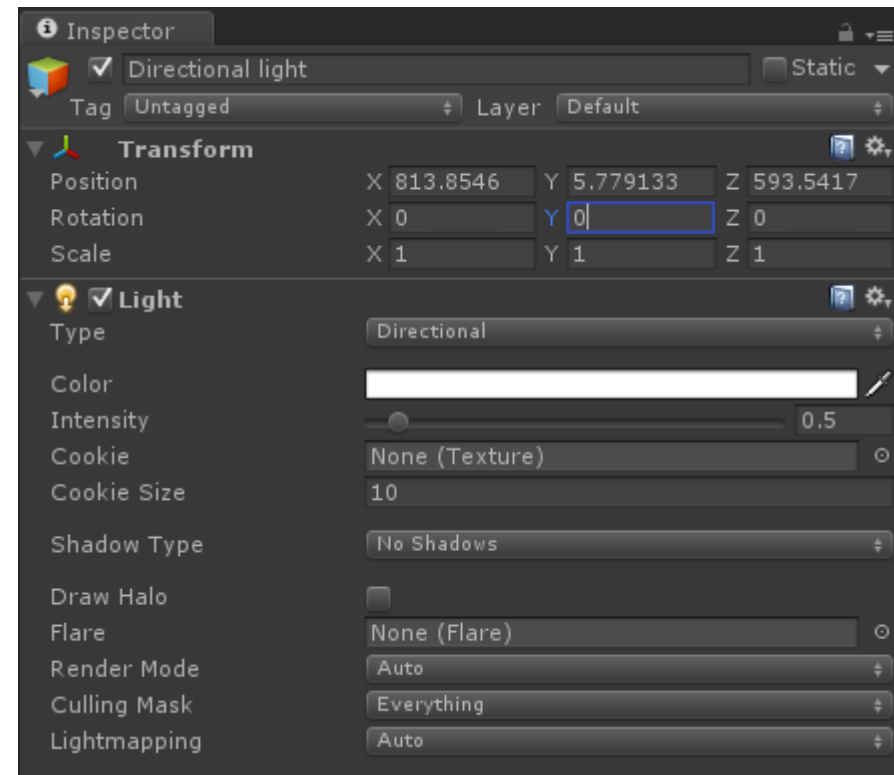 Inspector
Directional light Static
Tag Untagged Layer Default
Transform
Position X 813.8546 Y 5.779133 Z 593.5417
Rotation X 0 Y 0 Z 0
Scale X 1 Y 1 Z 1
Light
Type Directional
Color
Intensity 0.5
Cookie None (Texture)
Cookie Size 10
Shadow Type No Shadows
Draw Halo
Flare None (Flare)
Render Mode Auto
Culling Mask Everything
Lightmapping Auto